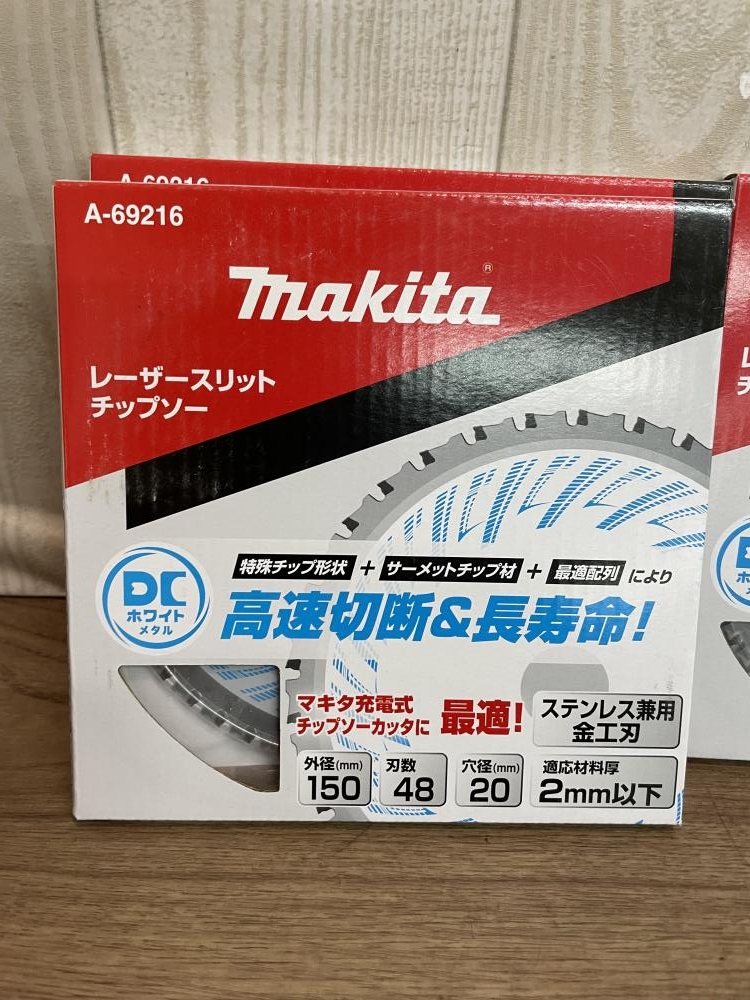 A-69216
A-69216
makita®
レーザースリット
チップソー
DC
ホワイト
メタル
特殊チップ形状 + サーメットチップ材 + 最適配列 により
高速切断&長寿命!
マキタ充電式
チップソーカッタに 最適!
ステンレス兼用
金工刃
外径(mm)
150
刃数
48
穴径(mm)
20
適応材料厚
2mm以下